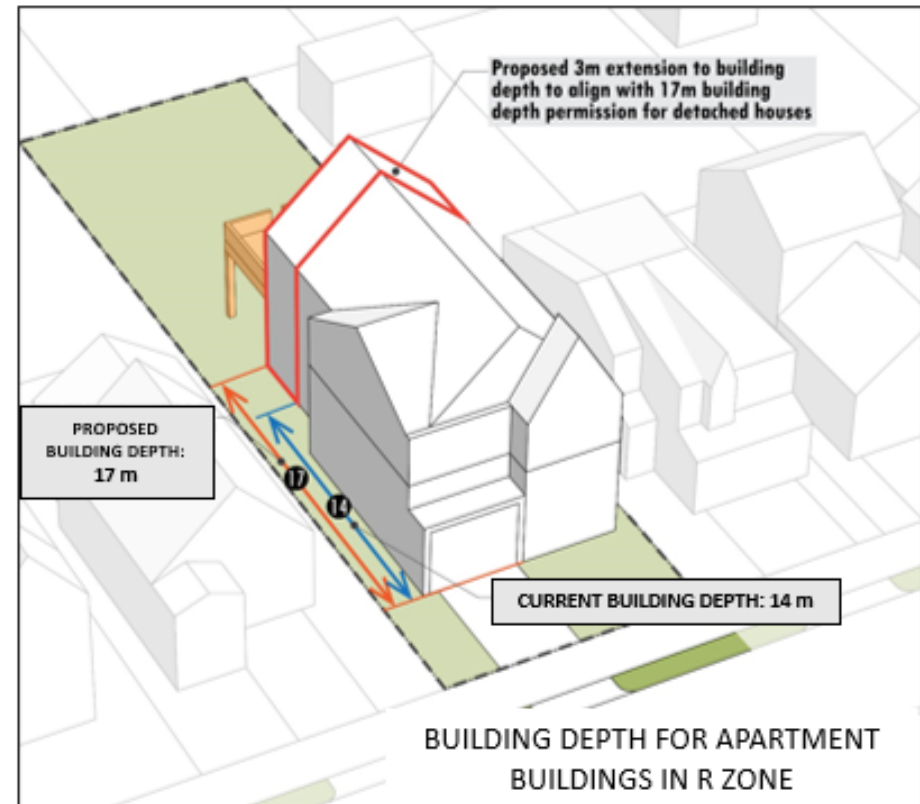 Proposed 3m extension to building
depth to align with 17m building
depth permission for detached houses
PROPOSED
BUILDING DEPTH:
17 m
17
14
CURRENT BUILDING DEPTH: 14 m
BUILDING DEPTH FOR APARTMENT
BUILDINGS IN R ZONE